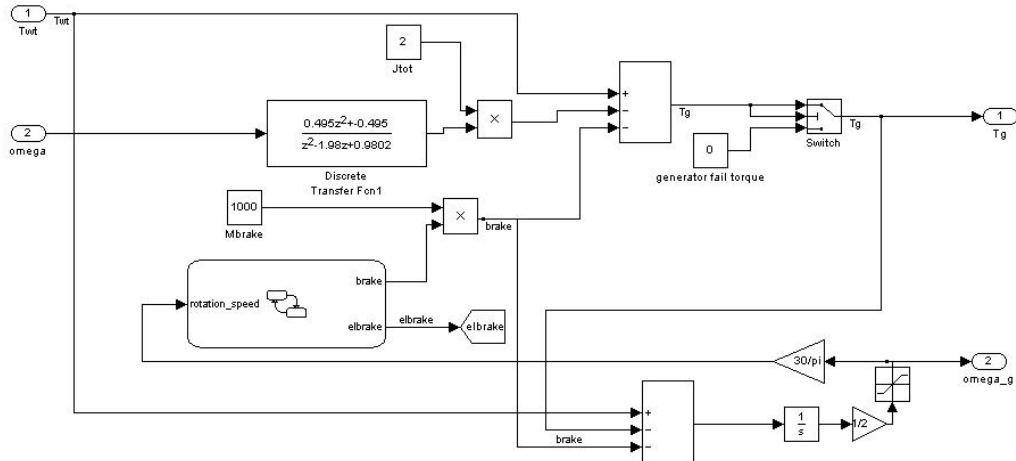 1
Twt
Twt
2
Jtot
+
−
−
Tg
Tg
Switch
1
Tg
0
generator fail torque
2
omega
0.495z²+-0.495
z²-1.98z+0.9802
Discrete
Transfer Fcn1
×
1000
Mbrake
×
brake
rotation_speed
brake
elbrake
elbrake
elbrake
30/pi
2
omega_g
+
−
−
brake
1
s
1/2